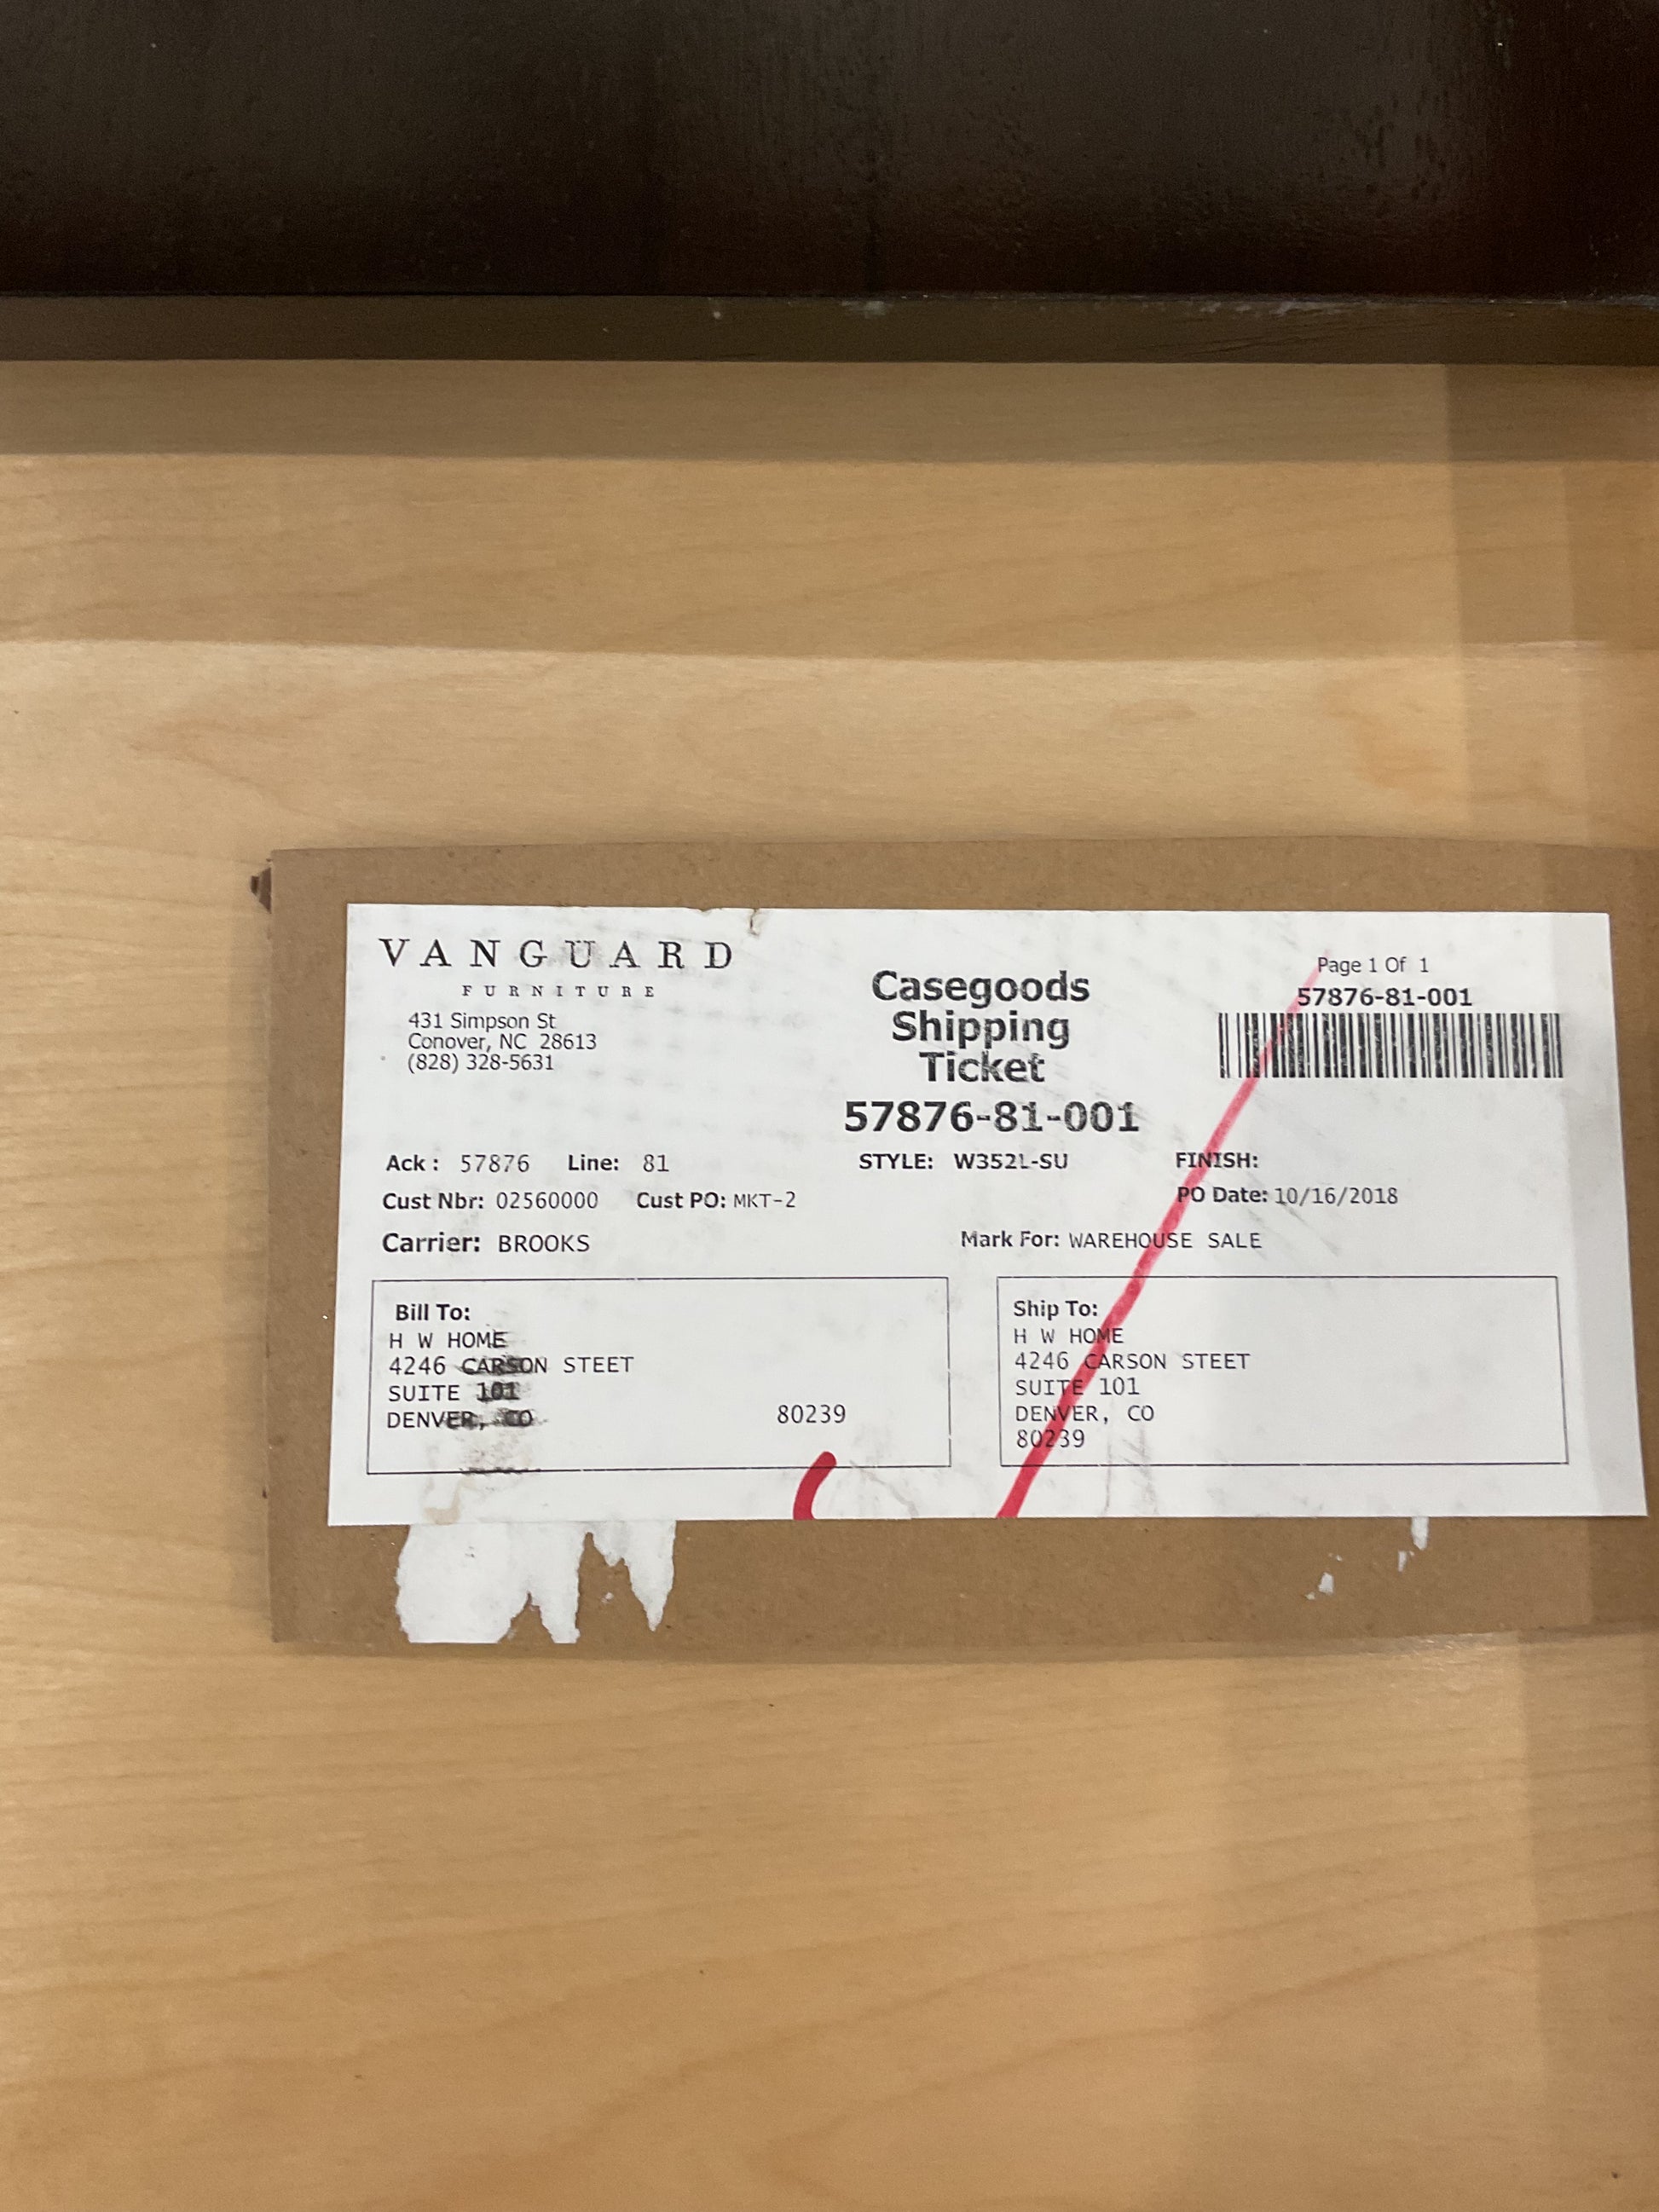 VANGUARD
FURNITURE
431 Simpson St
Conover, NC 28613
(828) 328-5631
Casegoods
Shipping
Ticket
57876-81-001
Page 1 Of 1
57876-81-001
Ack: 57876 Line: 81 STYLE: W352L-SU FINISH:
Cust Nbr: 02560000 Cust PO: MKT-2 PO Date: 10/16/2018
Carrier: BROOKS Mark For: WAREHOUSE SALE
Bill To:
H W HOME
4246 CARSON STEET
SUITE 101
DENVER, CO 80239
Ship To:
H W HOME
4246 CARSON STEET
SUITE 101
DENVER, CO
80239